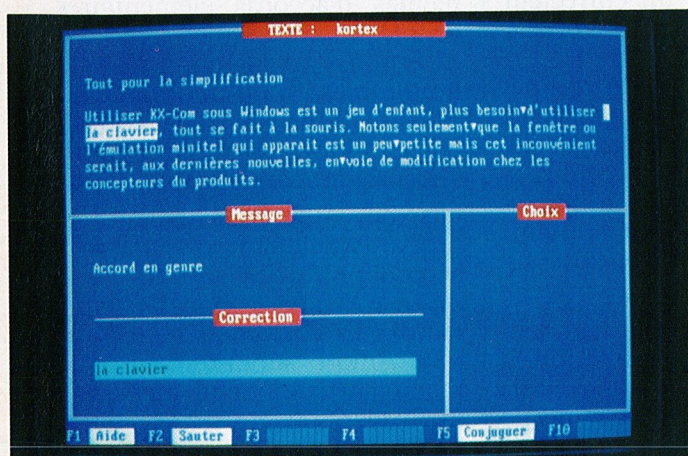 TEXTE : kortex
Tout pour la simplification
Utiliser KX-Com sous Windows est un jeu d'enfant, plus besoin▼d'utiliser
la clavier, tout se fait à la souris. Notons seulement▼que la fenêtre ou
l'émulation minitel qui apparait est un peu▼petite mais cet inconvénient
serait, aux dernières nouvelles, en▼voie de modification chez les
concepteurs du produits.
Message
Choix
Accord en genre
Correction
la clavier
F1 Aide F2 Sauter F3 F4 F5 Conjuguer F10